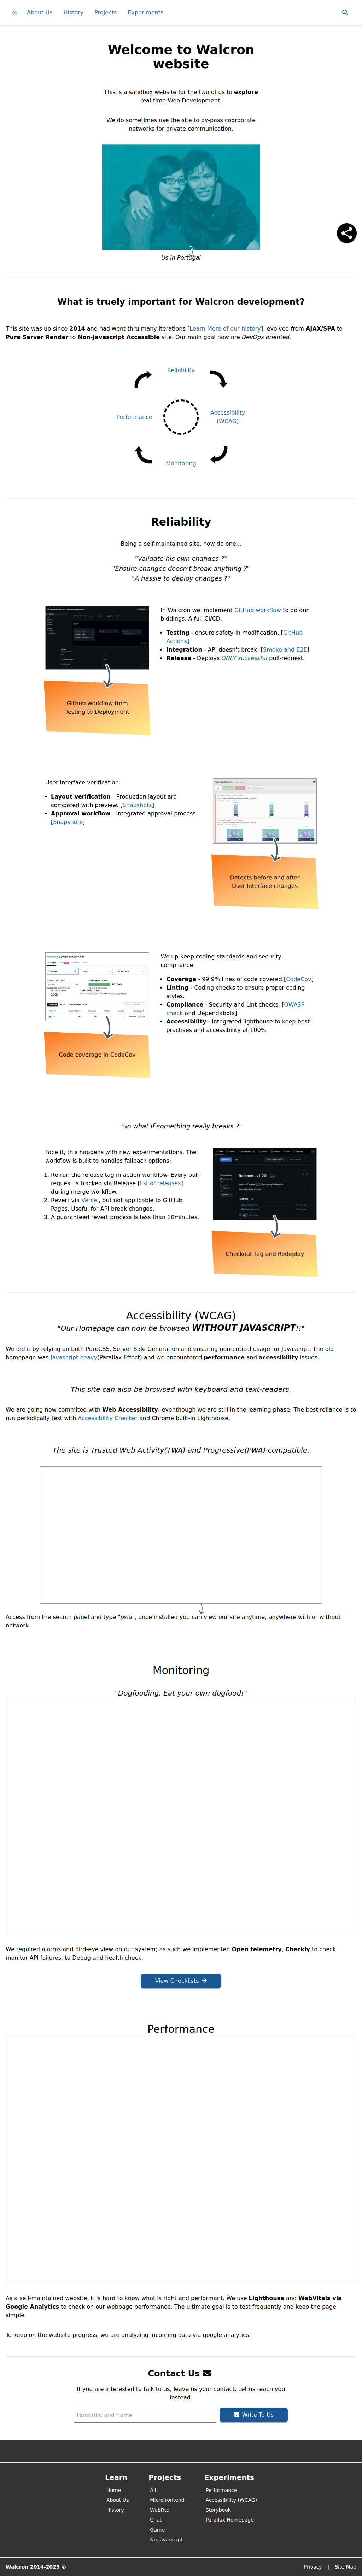 About Us History Projects Experiments
Welcome to Walcron
website
This is a sandbox website for the two of us to explore
real-time Web Development.
We do sometimes use the site to by-pass coorporate
networks for private communication.
Us in Portugal
What is truely important for Walcron development?
This site was up since 2014 and had went thru many iterations [Learn More of our history]; evolved from AJAX/SPA to
Pure Server Render to Non-Javascript Accessible site. Our main goal now are DevOps oriented.
Reliability
Performance
Accessibility
(WCAG)
Monitoring
Reliability
Being a self-maintained site, how do one...
"Validate his own changes ?"
"Ensure changes doesn't break anything ?"
"A hassle to deploy changes ?"
In Walcron we implement GitHub workflow to do our
biddings. A full CI/CD:
Testing - ensure safety in modification. [GitHub
Actions]
Integration - API doesn't break. [Smoke and E2E]
Release - Deploys ONLY successful pull-request.
Github workflow from
Testing to Deployment
User Interface verification:
Layout verification - Production layout are
compared with preview. [Snapshots]
Approval workflow - Integrated approval process.
[Snapshots]
Detects before and after
User Interface changes
We up-keep coding standards and security
compliance:
Coverage - 99.9% lines of code covered.[CodeCov]
Linting - Coding checks to ensure proper coding
styles.
Compliance - Security and Lint checks. [OWASP
check and Dependabots]
Accessibility - Integrated lighthouse to keep best-
practises and accessibility at 100%.
Code coverage in CodeCov
"So what if something really breaks ?"
Face it, this happens with new experimentations. The
workflow is built to handles fallback options:
1. Re-run the release tag in action workflow. Every pull-
request is tracked via Release [list of releases]
during merge workflow.
2. Revert via Vercel, but not applicable to GitHub
Pages. Useful for API break changes.
3. A guaranteed revert process is less than 10minutes.
Checkout Tag and Redeploy
Accessibility (WCAG)
"Our Homepage can now be browsed WITHOUT JAVASCRIPT!!"
We did it by relying on both PureCSS, Server Side Generation and ensuring non-critical usage for Javascript. The old
homepage was Javascript heavy(Parallax Effect) and we encountered performance and accessibility issues.
This site can also be browsed with keyboard and text-readers.
We are going now commited with Web Accessibility; eventhough we are still in the learning phase. The best reliance is to
run periodically test with Accessibility Checker and Chrome built-in Lighthouse.
The site is Trusted Web Activity(TWA) and Progressive(PWA) compatible.
Access from the search panel and type "pwa", once installed you can view our site anytime, anywhere with or without
network.
Monitoring
"Dogfooding. Eat your own dogfood!"
We required alarms and bird-eye view on our system; as such we implemented Open telemetry, Checkly to check
monitor API failures, to Debug and health check.
View Checklists
Performance
As a self-maintained website, it is hard to know what is right and performant. We use Lighthouse and WebVitals via
Google Analytics to check on our webpage performance. The ultimate goal is to test frequently and keep the page
simple.
To keep on the website progress, we are analyzing incoming data via google analytics.
Contact Us
If you are interested to talk to us, leave us your contact. Let us reach you
instead.
Honorific and name
Write To Us
Learn
Home
About Us
History
Projects
All
Microfrontend
WebRtc
Chat
Game
No Javascript
Experiments
Performance
Accessibility (WCAG)
Storybook
Parallax Homepage
Walcron 2014-2025 ©
Privacy | Site Map